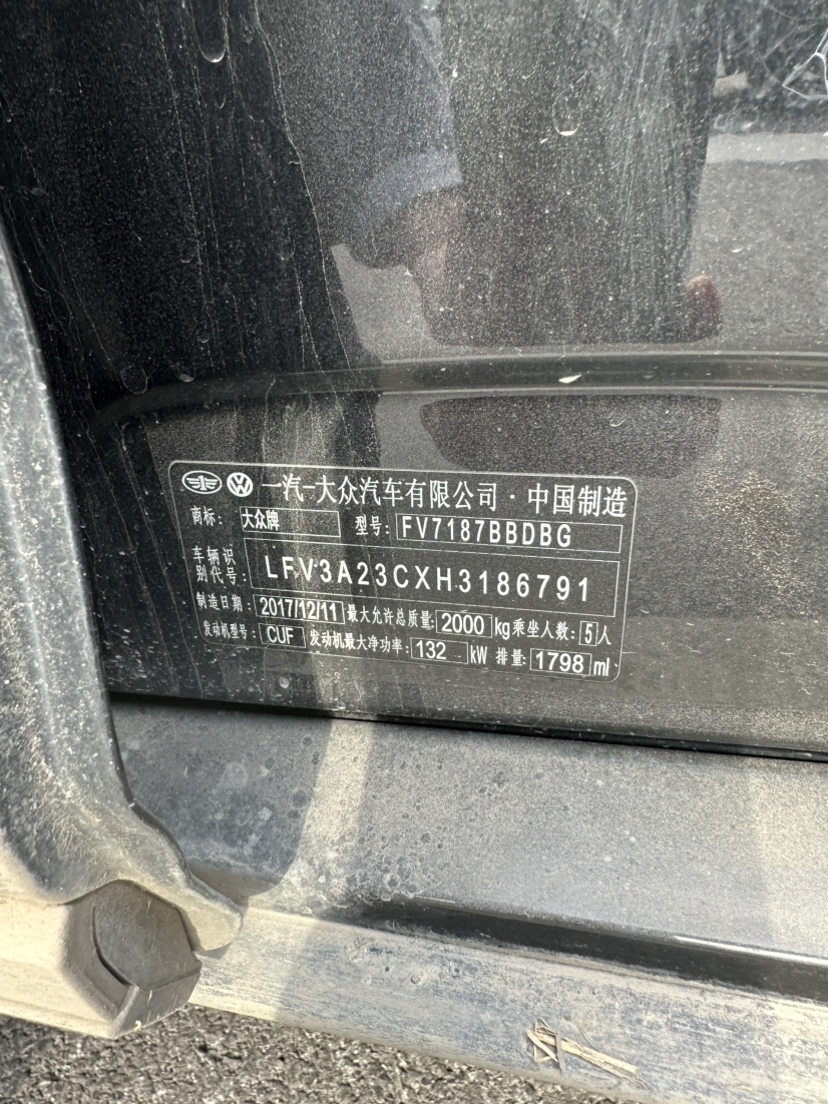 一汽-大众汽车有限公司·中国制造
商标: 大众牌 型号: FV7187BBDBG
车辆识别代号: LFV3A23CXH3186791
制造日期: 2017/12/11 最大允许总质量: 2000 kg 乘坐人数: 5 人
发动机型号: CUF 发动机最大净功率: 132 kW 排量: 1798 ml